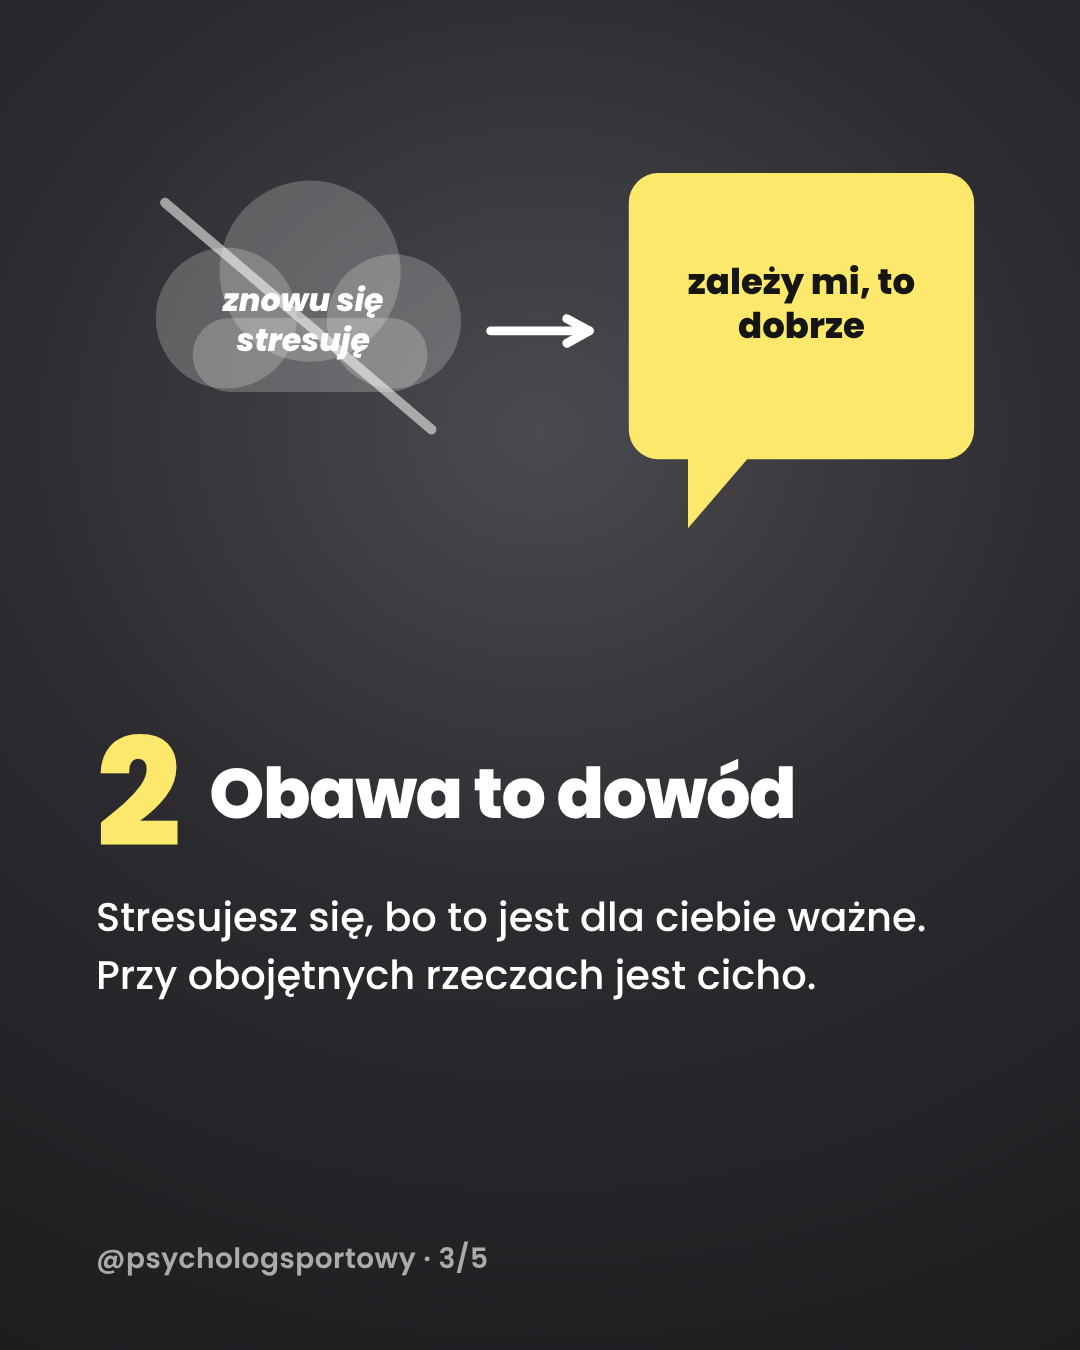 znowu się
stresuję
zależy mi, to
dobrze
2 Obawa to dowód
Stresujesz się, bo to jest dla ciebie ważne.
Przy obojętnych rzeczach jest cicho.
@psychologsportowy · 3/5